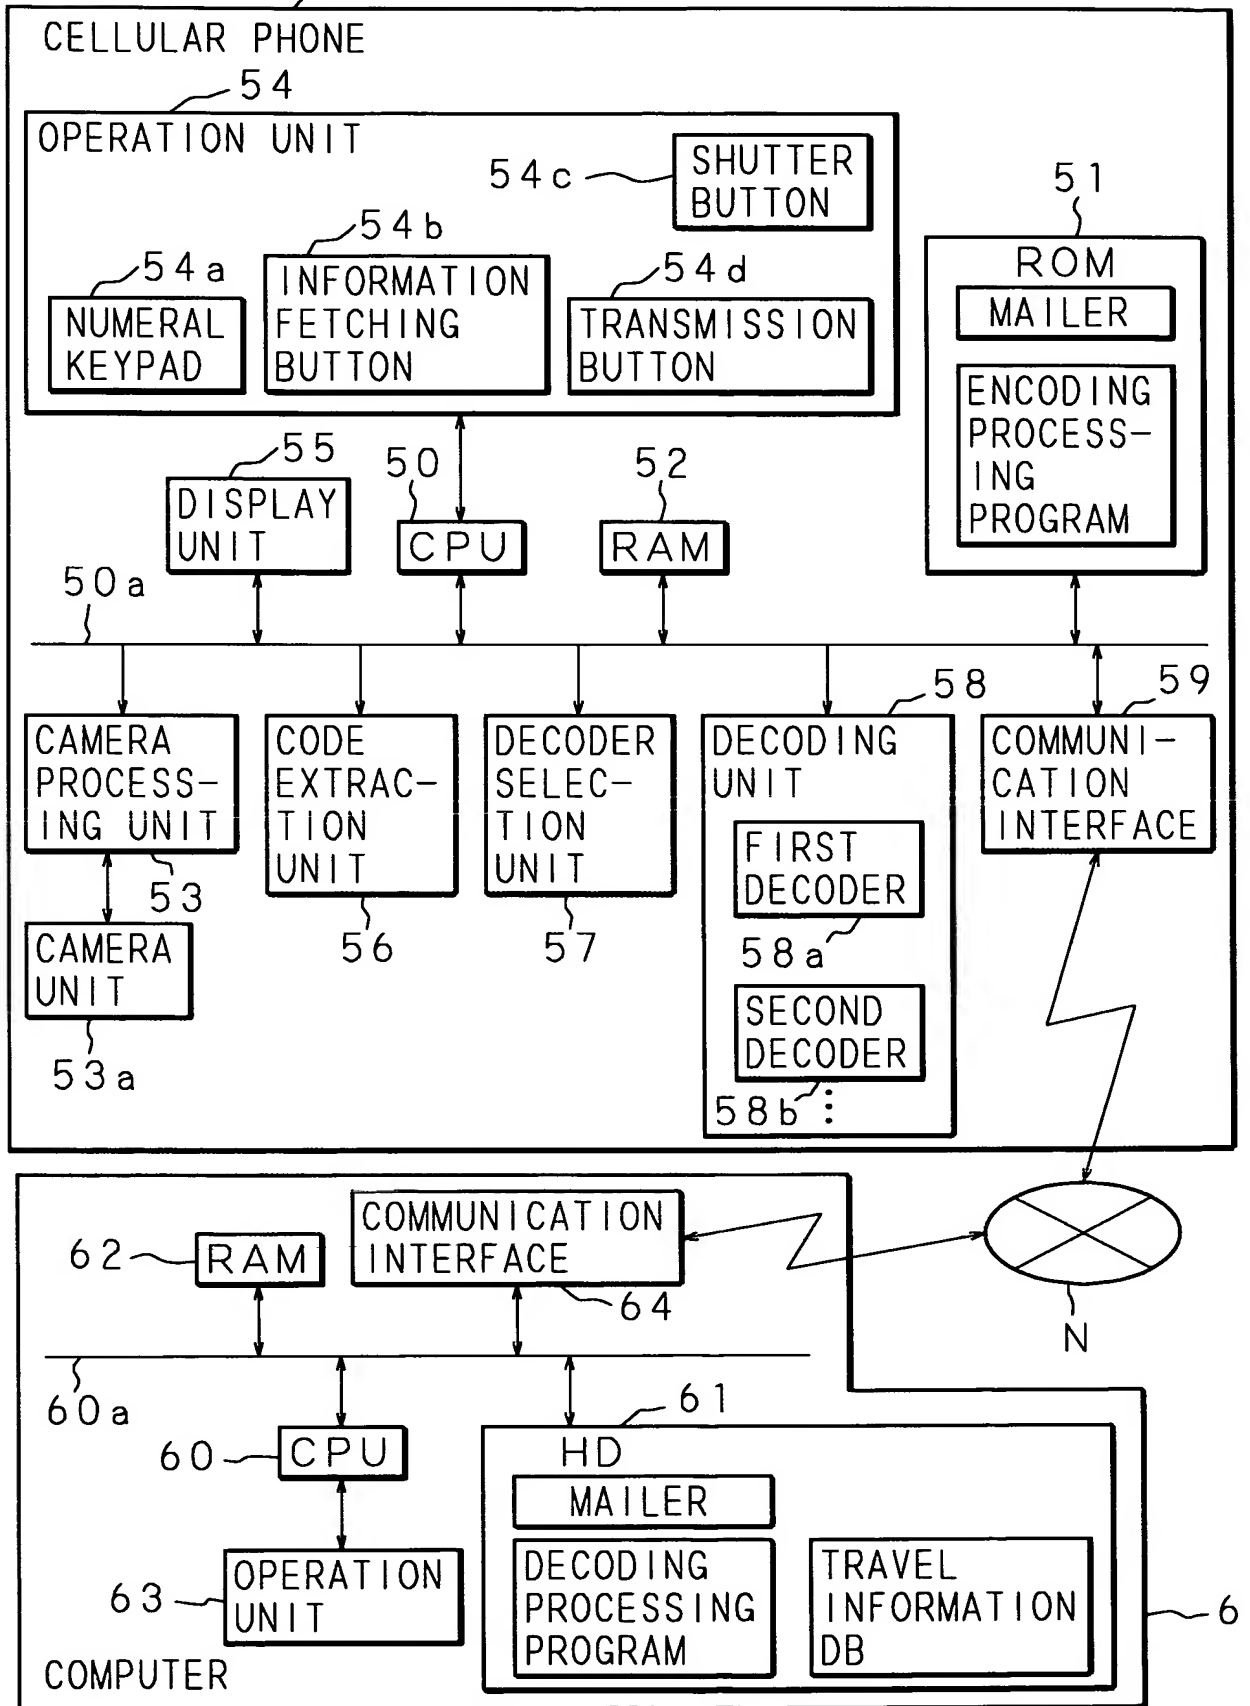 CELLULAR PHONE
54
OPERATION UNIT
54c
SHUTTER
BUTTON
54a
NUMERAL
KEYPAD
54b
INFORMATION
FETCHING
BUTTON
54d
TRANSMISSION
BUTTON
51
ROM
MAILER
ENCODING
PROCESS-
ING
PROGRAM
55
DISPLAY
UNIT
50
CPU
52
RAM
50a
CAMERA
PROCESS-
ING UNIT
53
CAMERA
UNIT
53a
CODE
EXTRAC-
TION
UNIT
56
DECODER
SELEC-
TION
UNIT
57
58
DECODING
UNIT
FIRST
DECODER
58a
SECOND
DECODER
58b
59
COMMUNI-
CATION
INTERFACE
N
62
RAM
COMMUNICATION
INTERFACE
64
60a
60
CPU
63
OPERATION
UNIT
61
HD
MAILER
DECODING
PROCESSING
PROGRAM
TRAVEL
INFORMATION
DB
6
COMPUTER